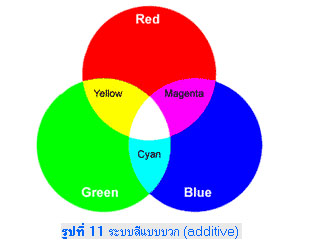 Red
Yellow Magenta
Cyan
Green Blue
รูปที่ 11 ระบบสีแบบบวก (additive)